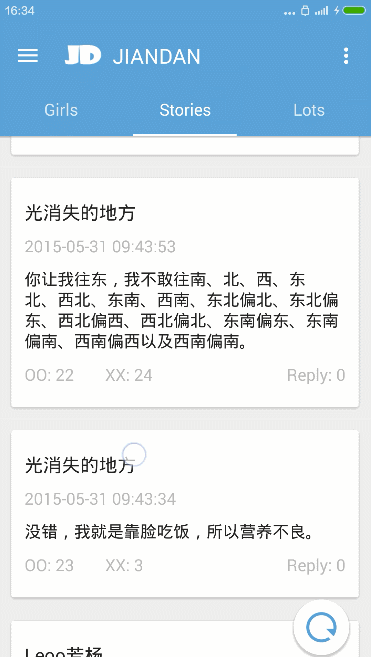 16:34
JD JIANDAN
Girls Stories Lots
光消失的地方
2015-05-31 09:43:53
你让我往东，我不敢往南、北、西、东
北、西北、东南、西南、东北偏北、东北偏
东、西北偏西、西北偏北、东南偏东、东南
偏南、西南偏西以及西南偏南。
OO: 22 XX: 24 Reply: 0
光消失的地方
2015-05-31 09:43:34
没错，我就是靠脸吃饭，所以营养不良。
OO: 23 XX: 3 Reply: 0
Leoo芳杨